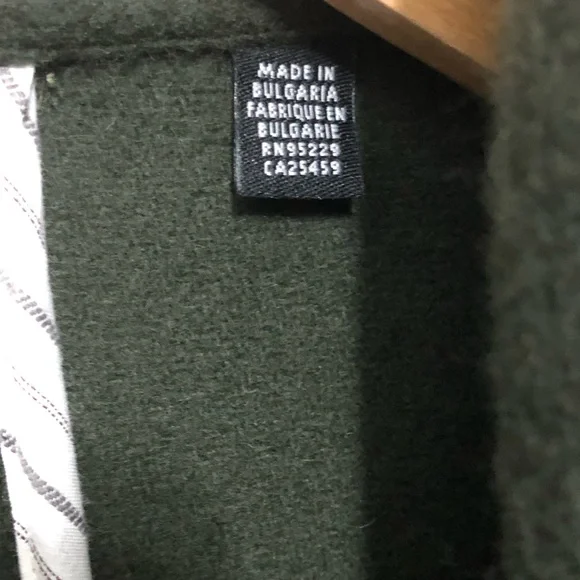 MADE IN
BULGARIA
FABRIQUE EN
BULGARIE
RN95229
CA25459